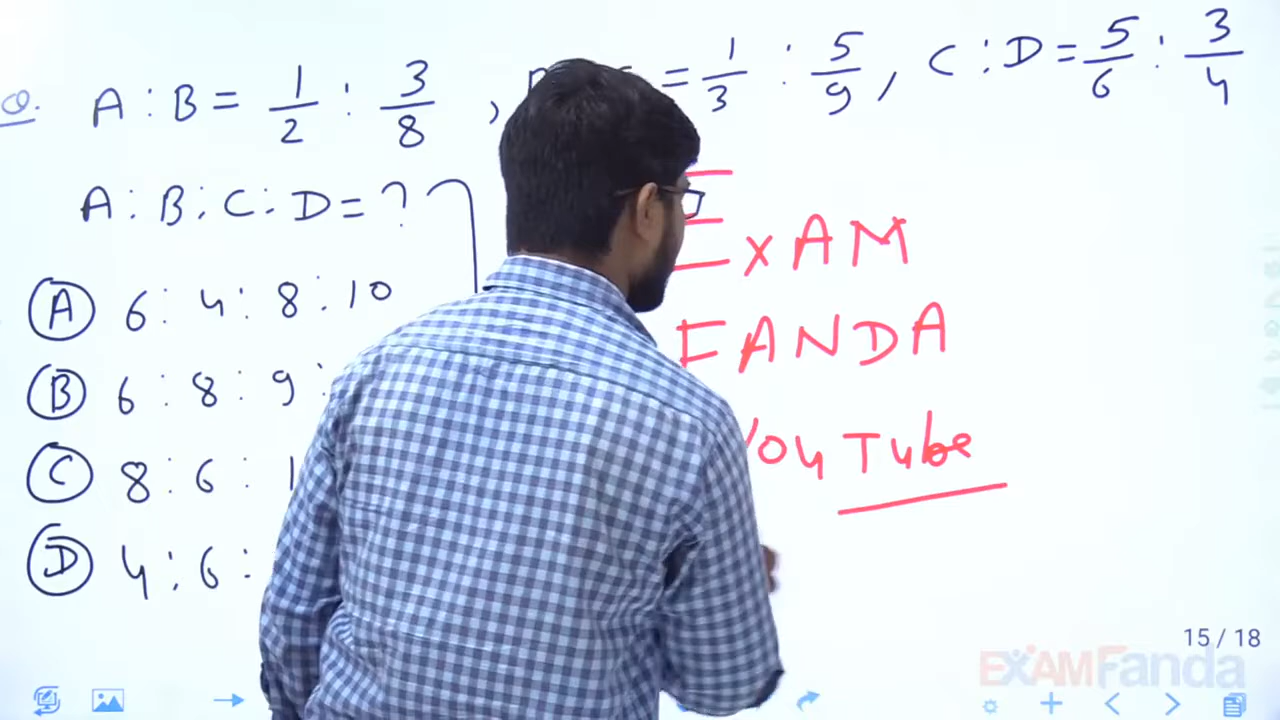 Q. A : B = 1/2 : 3/8 , = 1/3 : 5/9 , C : D = 5/6 : 3/4
A : B : C : D = ?
(A) 6 : 4 : 8 : 10
(B) 6 : 8 : 9 :
(C) 8 : 6 :
(D) 4 : 6 :
EXAM
FANDA
YouTube
15 / 18
EXAMFanda